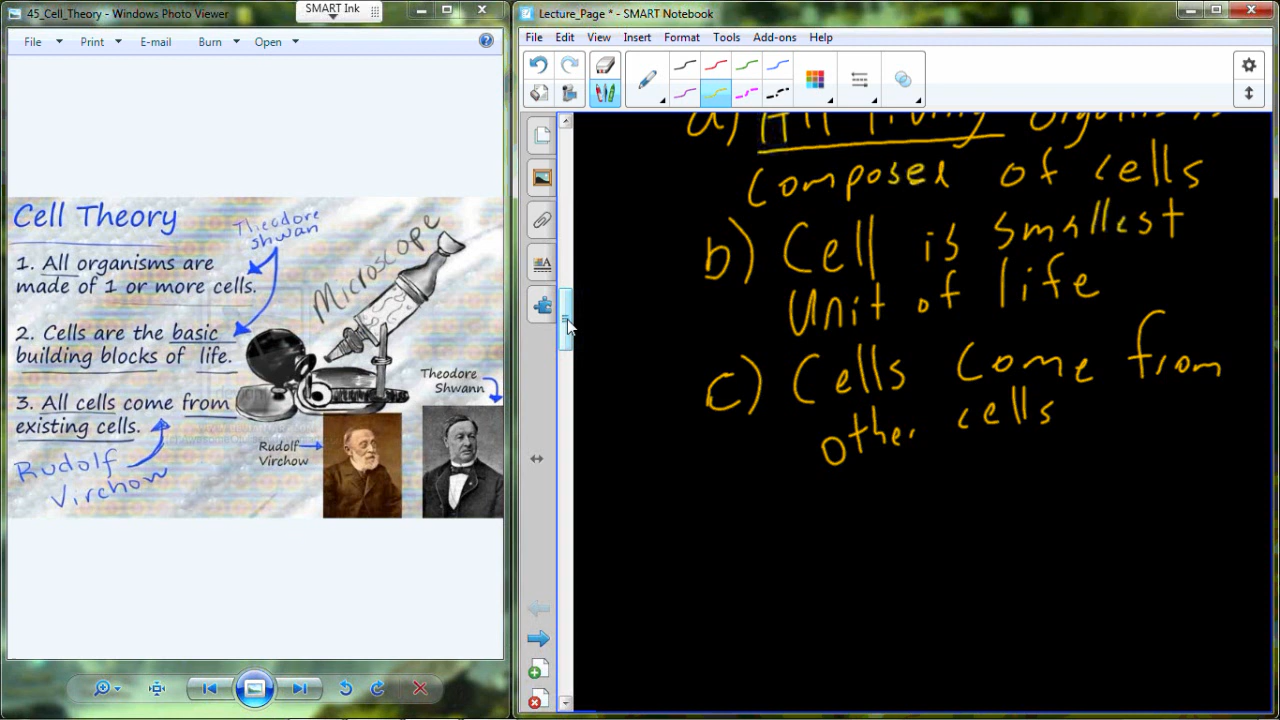 45_Cell_Theory - Windows Photo Viewer
SMART Ink
File Print E-mail Burn Open
Cell Theory
Theodore
Shwan
1. All organisms are
made of 1 or more cells.
Microscope
2. Cells are the basic
building blocks of life.
3. All cells come from
existing cells.
Theodore
Shwann
Rudolf
Virchow
Rudolf
Virchow
Lecture_Page * - SMART Notebook
File Edit View Insert Format Tools Add-ons Help
a) All living
composed of cells
b) Cell is smallest
Unit of life
c) Cells come from
other cells